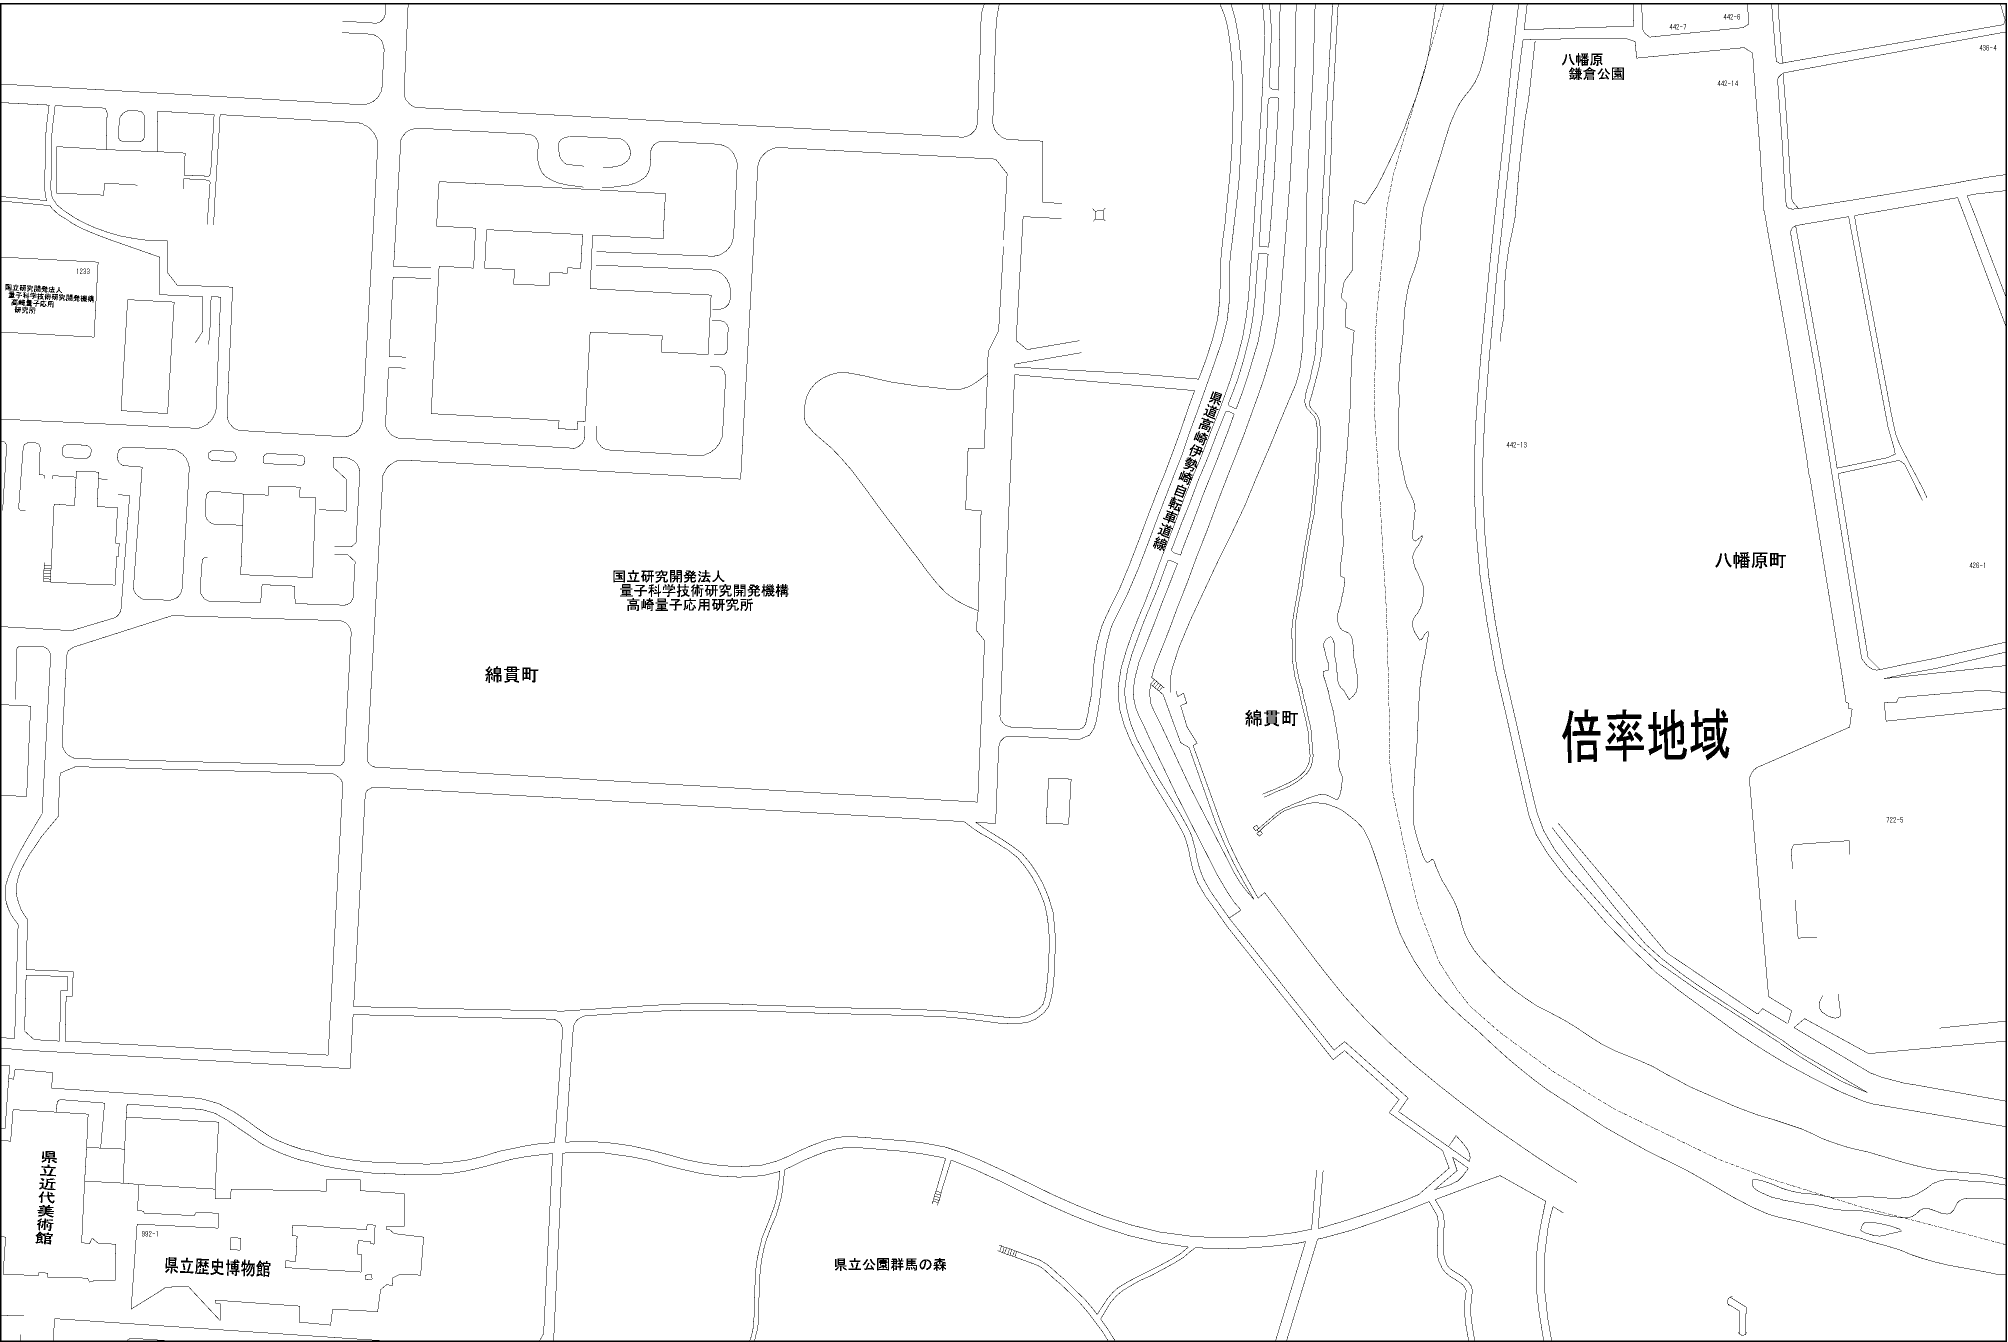 442-6
442-7
436-4
八幡原
鎌倉公園
442-14
1233
国立研究開発法人
量子科学技術研究開発機構
高崎量子応用
研究所
県道高崎伊勢崎自転車道線
442-13
八幡原町
426-1
国立研究開発法人
量子科学技術研究開発機構
高崎量子応用研究所
綿貫町
綿貫町
倍率地域
722-5
県立近代美術館
992-1
県立歴史博物館
県立公園群馬の森